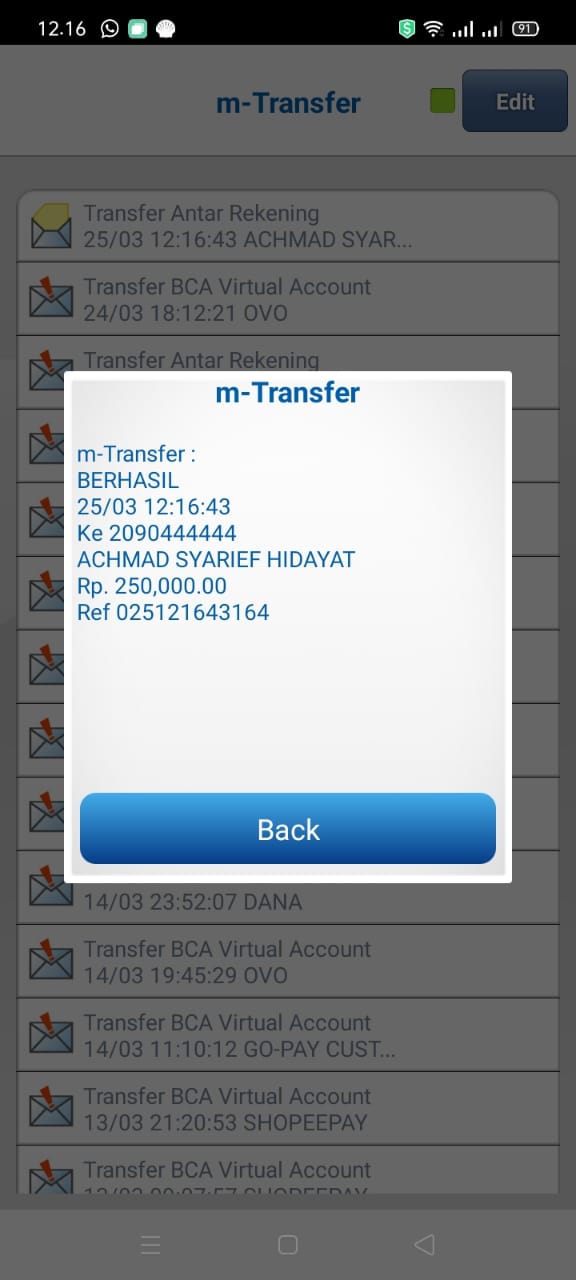 12.16
91
m-Transfer
Edit
Transfer Antar Rekening
25/03 12:16:43 ACHMAD SYAR...
Transfer BCA Virtual Account
24/03 18:12:21 OVO
Transfer Antar Rekening
m-Transfer
m-Transfer :
BERHASIL
25/03 12:16:43
Ke 2090444444
ACHMAD SYARIEF HIDAYAT
Rp. 250,000.00
Ref 025121643164
Back
14/03 23:52:07 DANA
Transfer BCA Virtual Account
14/03 19:45:29 OVO
Transfer BCA Virtual Account
14/03 11:10:12 GO-PAY CUST...
Transfer BCA Virtual Account
13/03 21:20:53 SHOPEEPAY
Transfer BCA Virtual Account